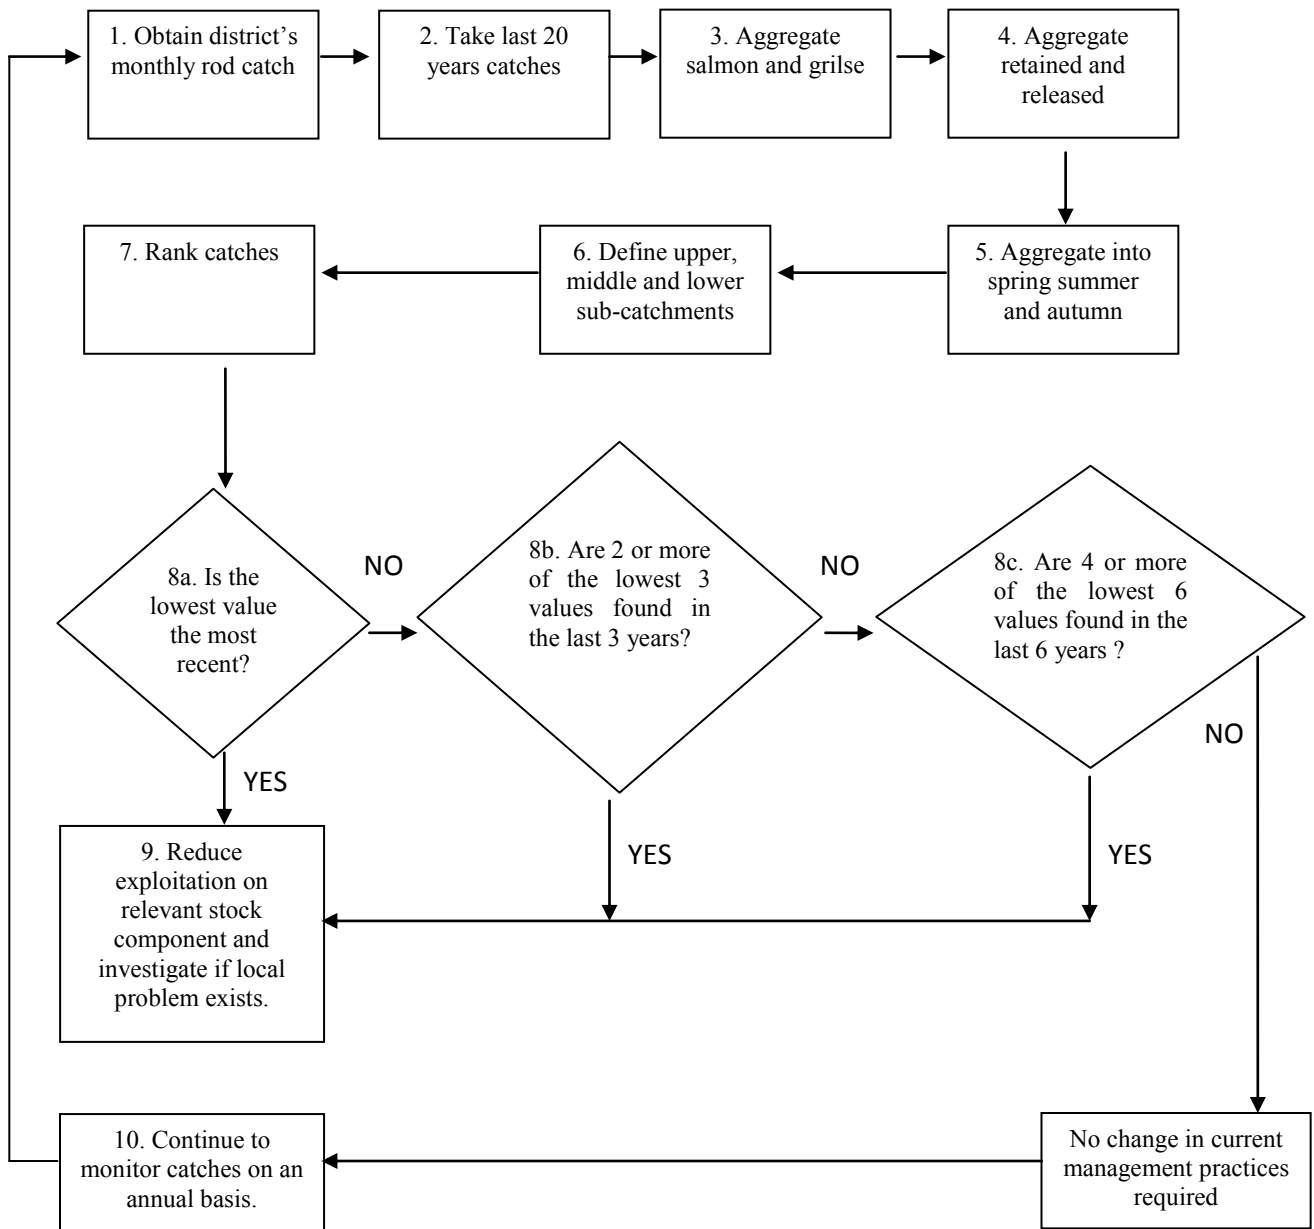 1. Obtain district's
monthly rod catch
2. Take last 20
years catches
3. Aggregate
salmon and grilse
4. Aggregate
retained and
released
5. Aggregate into
spring summer
and autumn
6. Define upper,
middle and lower
sub-catchments
7. Rank catches
8a. Is the
lowest value
the most
recent?
NO
8b. Are 2 or more
of the lowest 3
values found in
the last 3 years?
NO
8c. Are 4 or more
of the lowest 6
values found in the
last 6 years ?
NO
YES
YES
YES
9. Reduce
exploitation on
relevant stock
component and
investigate if local
problem exists.
10. Continue to
monitor catches on an
annual basis.
No change in current
management practices
required